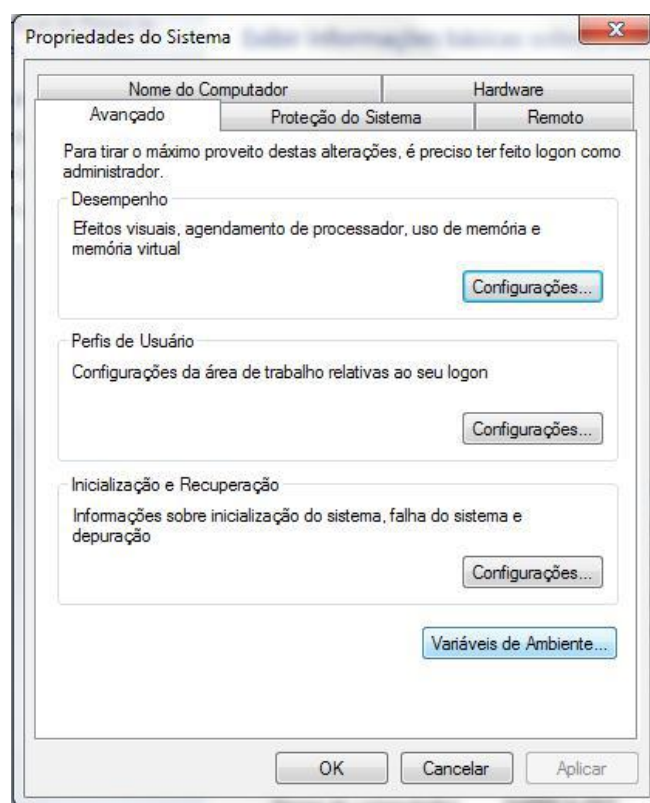 Propriedades do Sistema
Nome do Computador
Hardware
Avançado
Proteção do Sistema
Remoto
Para tirar o máximo proveito destas alterações, é preciso ter feito logon como
administrador.
Desempenho
Efeitos visuais, agendamento de processador, uso de memória e
memória virtual
Configurações...
Perfis de Usuário
Configurações da área de trabalho relativas ao seu logon
Configurações...
Inicialização e Recuperação
Informações sobre inicialização do sistema, falha do sistema e
depuração
Configurações...
Variáveis de Ambiente...
OK
Cancelar
Aplicar